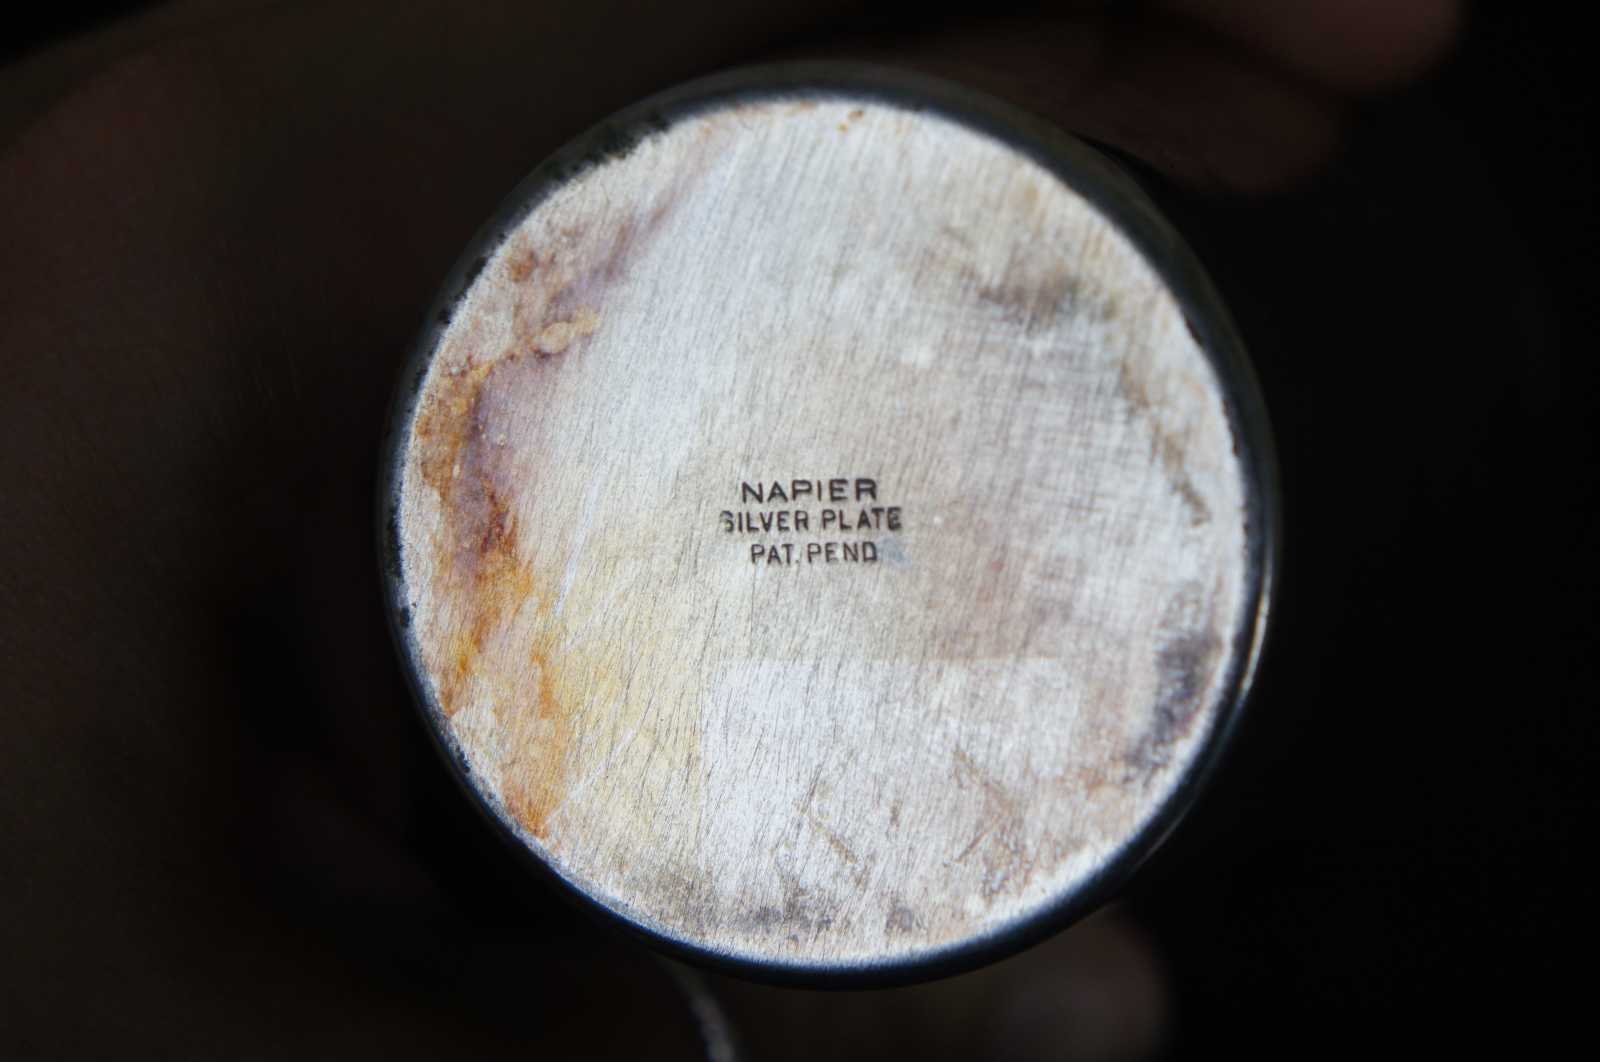 NAPIER
SILVER PLATE
PAT. PEND